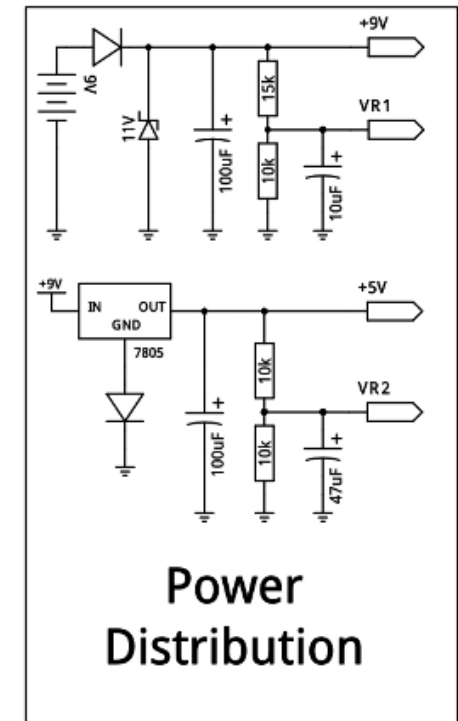 +9V
9V
11V
100uF
15k
10k
VR1
10uF
+9V
IN
OUT
GND
7805
+5V
100uF
10k
10k
VR2
47uF
Power
Distribution